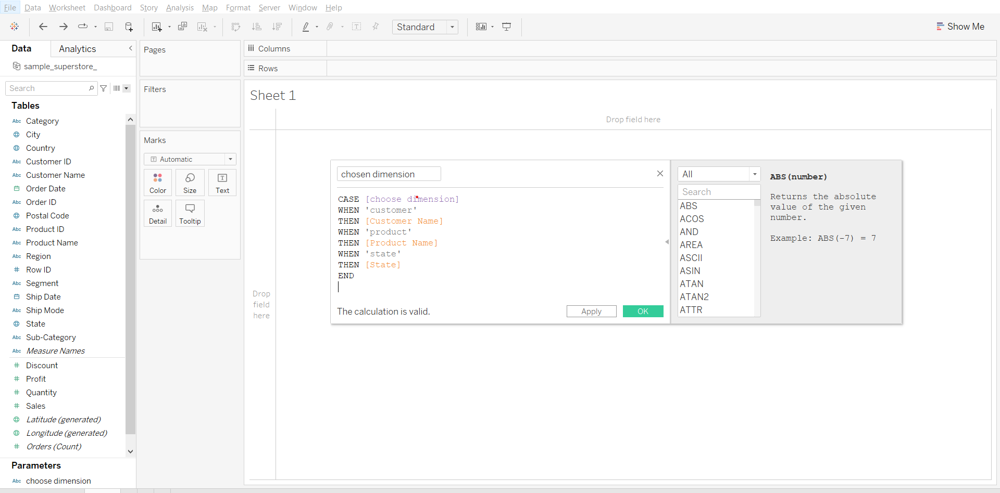 File Data Worksheet Dashboard Story Analysis Map Format Server Window Help
Standard
Show Me
Data Analytics
sample_superstore_
Search
Tables
Abc Category
City
Country
Abc Customer ID
Abc Customer Name
Order Date
Abc Order ID
Postal Code
Abc Product ID
Abc Product Name
Abc Region
# Row ID
Abc Segment
Ship Date
Abc Ship Mode
State
Abc Sub-Category
Abc Measure Names
# Discount
# Profit
# Quantity
# Sales
Latitude (generated)
Longitude (generated)
# Orders (Count)
Parameters
Abc choose dimension
Pages
Filters
Marks
T Automatic
Color Size T Text
Detail Tooltip
Columns
Rows
Sheet 1
Drop field here
Drop
field
here
chosen dimension
CASE [choose dimension]
WHEN 'customer'
THEN [Customer Name]
WHEN 'product'
THEN [Product Name]
WHEN 'state'
THEN [State]
END
The calculation is valid.
Apply OK
All
Search
ABS
ACOS
AND
AREA
ASCII
ASIN
ATAN
ATAN2
ATTR
ABS(number)
Returns the absolute
value of the given
number.
Example: ABS(-7) = 7